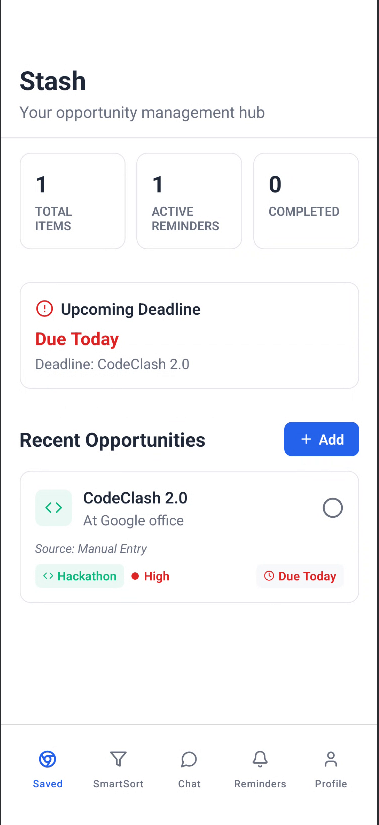 Stash
Your opportunity management hub
1
TOTAL
ITEMS
1
ACTIVE
REMINDERS
0
COMPLETED
Upcoming Deadline
Due Today
Deadline: CodeClash 2.0
Recent Opportunities
+ Add
CodeClash 2.0
At Google office
Source: Manual Entry
Hackathon
High
Due Today
Saved
SmartSort
Chat
Reminders
Profile